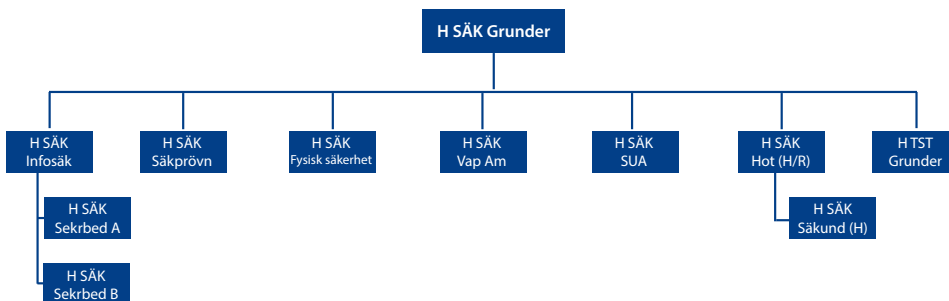 H SÄK Grunder
H SÄK
Infosäk
H SÄK
Säkprövn
H SÄK
Fysisk säkerhet
H SÄK
Vap Am
H SÄK
SUA
H SÄK
Hot (H/R)
H TST
Grunder
H SÄK
Sekrbed A
H SÄK
Säkund (H)
H SÄK
Sekrbed B